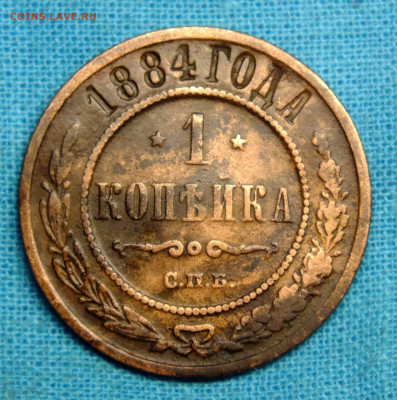 COINS.LAVE.RU
1884 ГОДА
1
КОПѢЙКА
С.П.Б.